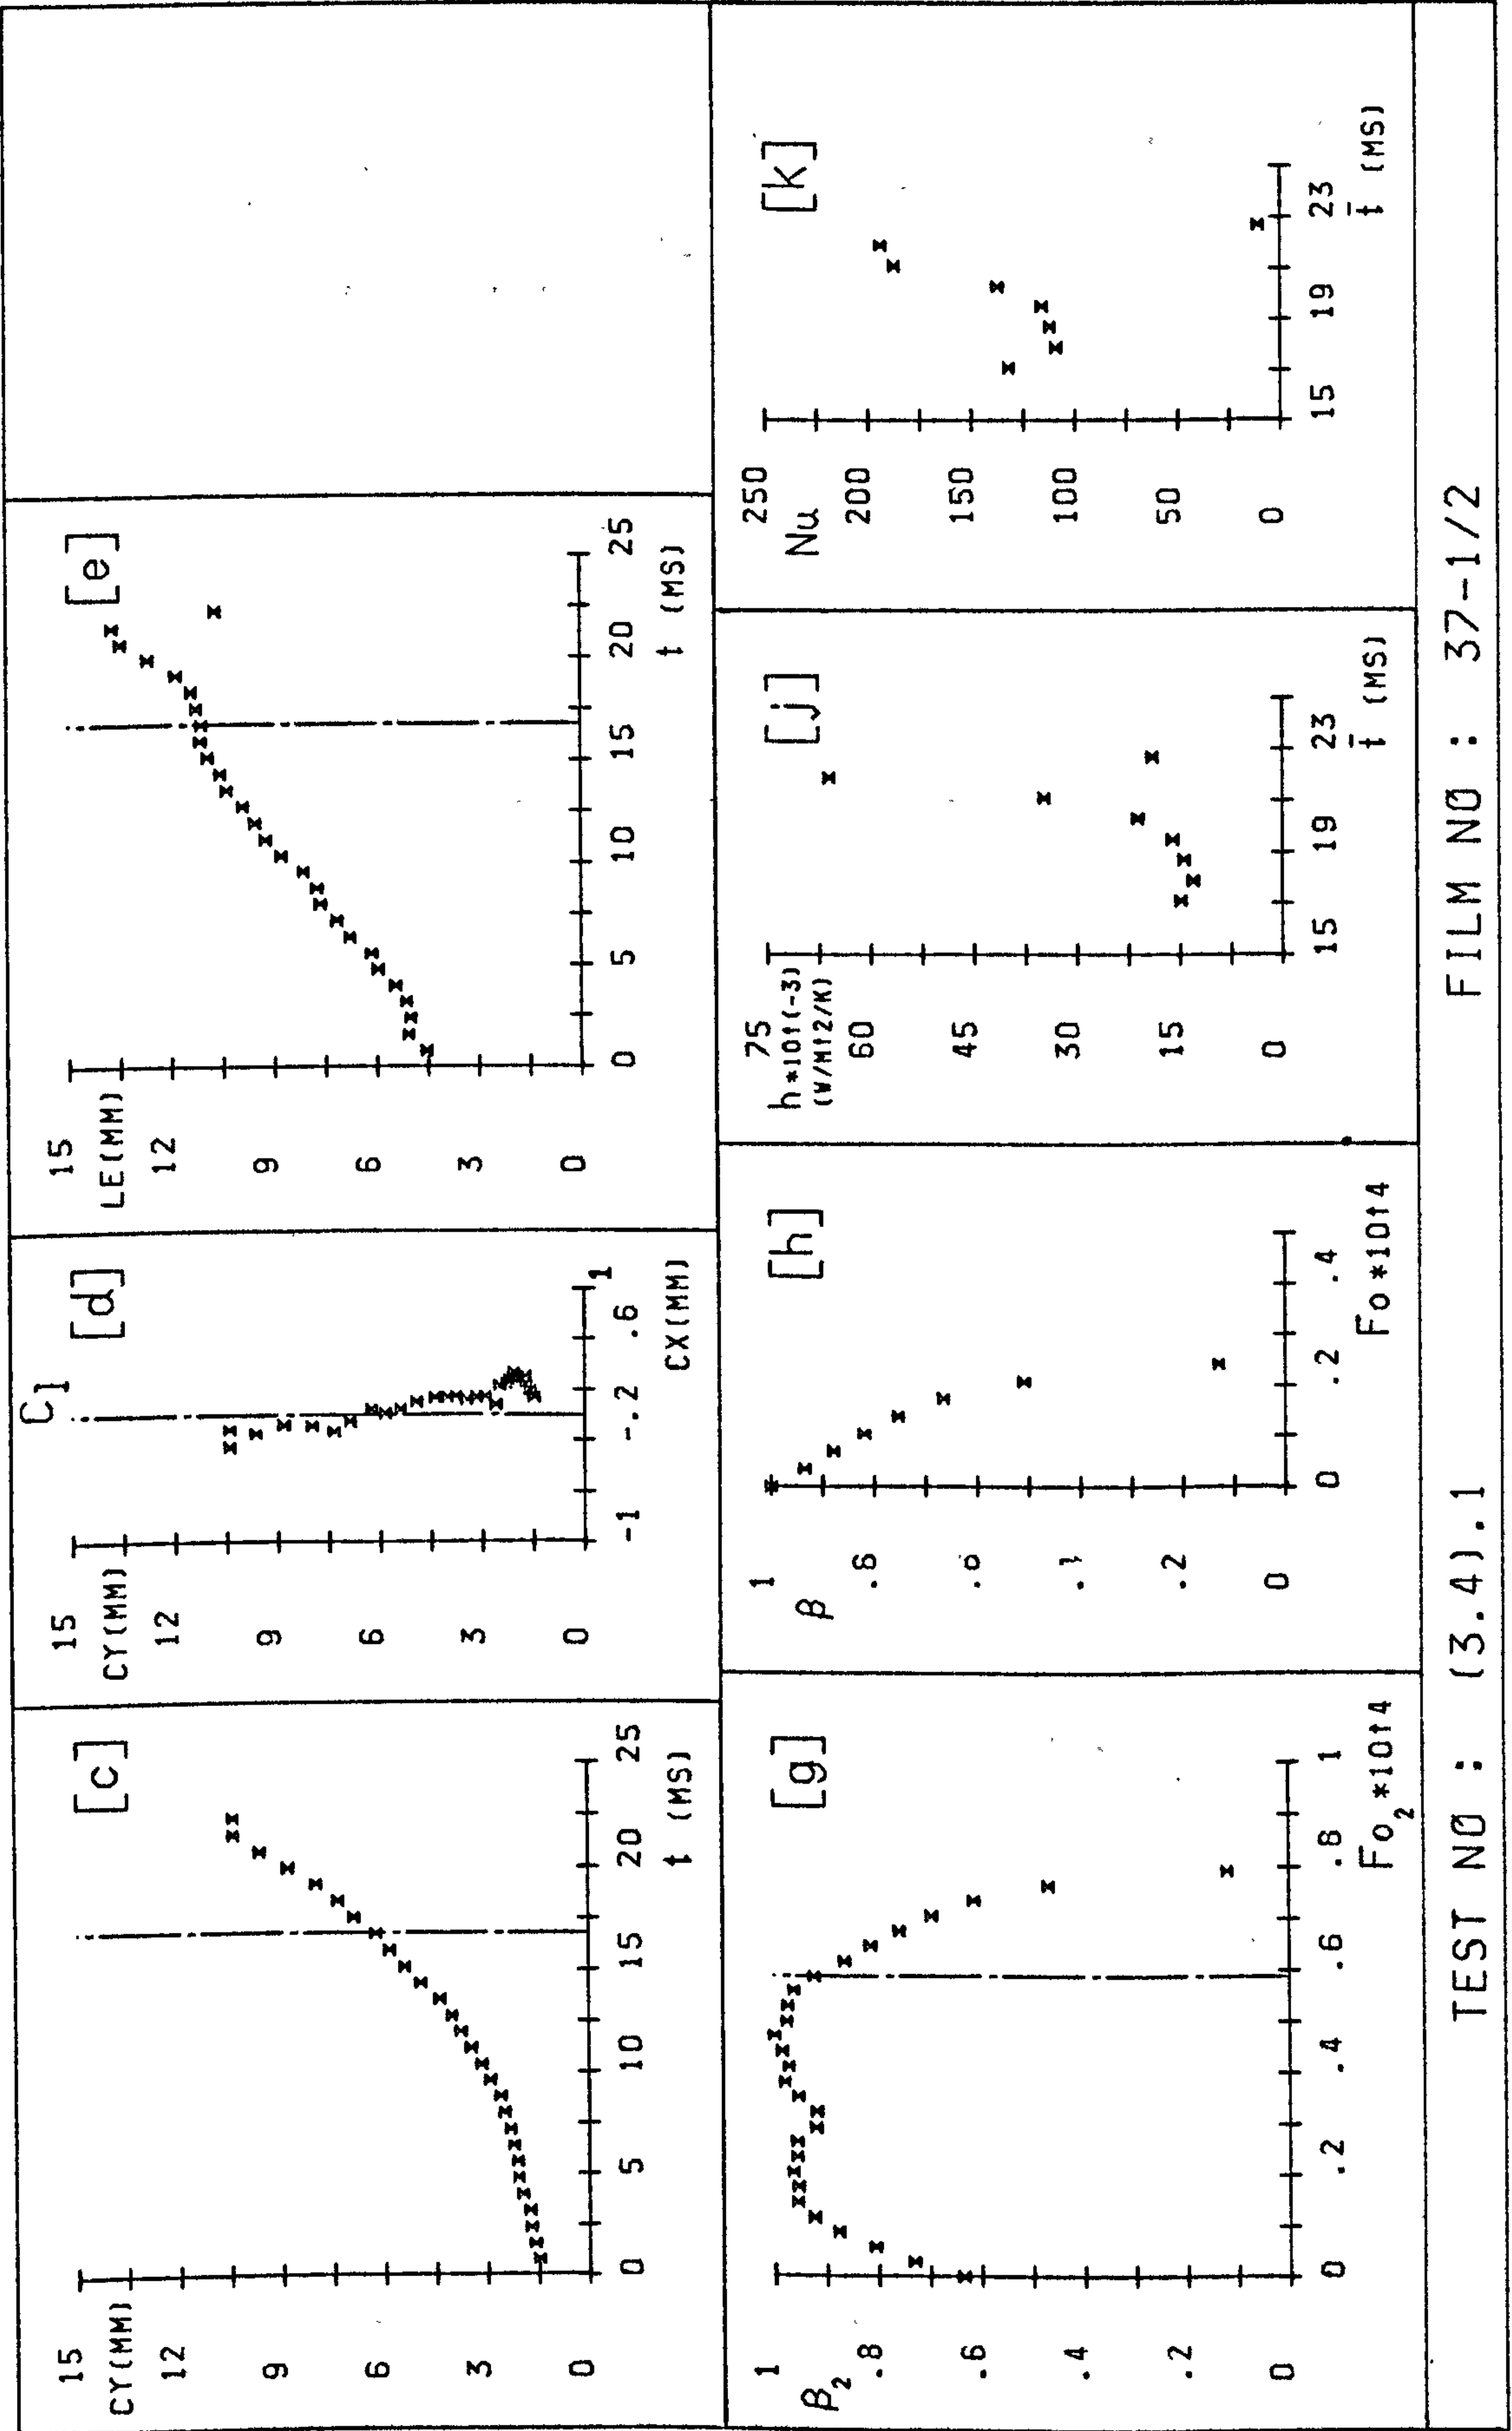 [c]
15
CY(MM)
12
9
6
3
0
0 5 10 15 20 25
t (MS)
C]
[d]
15
CY(MM)
12
9
6
3
0
-1 -.2 .2 .6 1
CX(MM)
[e]
15
LE(MM)
12
9
6
3
0
0 5 10 15 20 25
t (MS)
[g]
1
β2
.8
.6
.4
.2
0
0 .2 .4 .6 .8 1
Fo2*10↑4
[h]
1
β
.8
.2
0
0 .2 .4
Fo*10↑4
[j]
75
h*10↑(-3)
(W/M↑2/K)
60
45
30
15
0
15 19 23
t̄ (MS)
[k]
250
Nu
200
150
100
50
0
15 19 23
t̄ (MS)
TEST NØ : (3.4).1 FILM NØ : 37-1/2